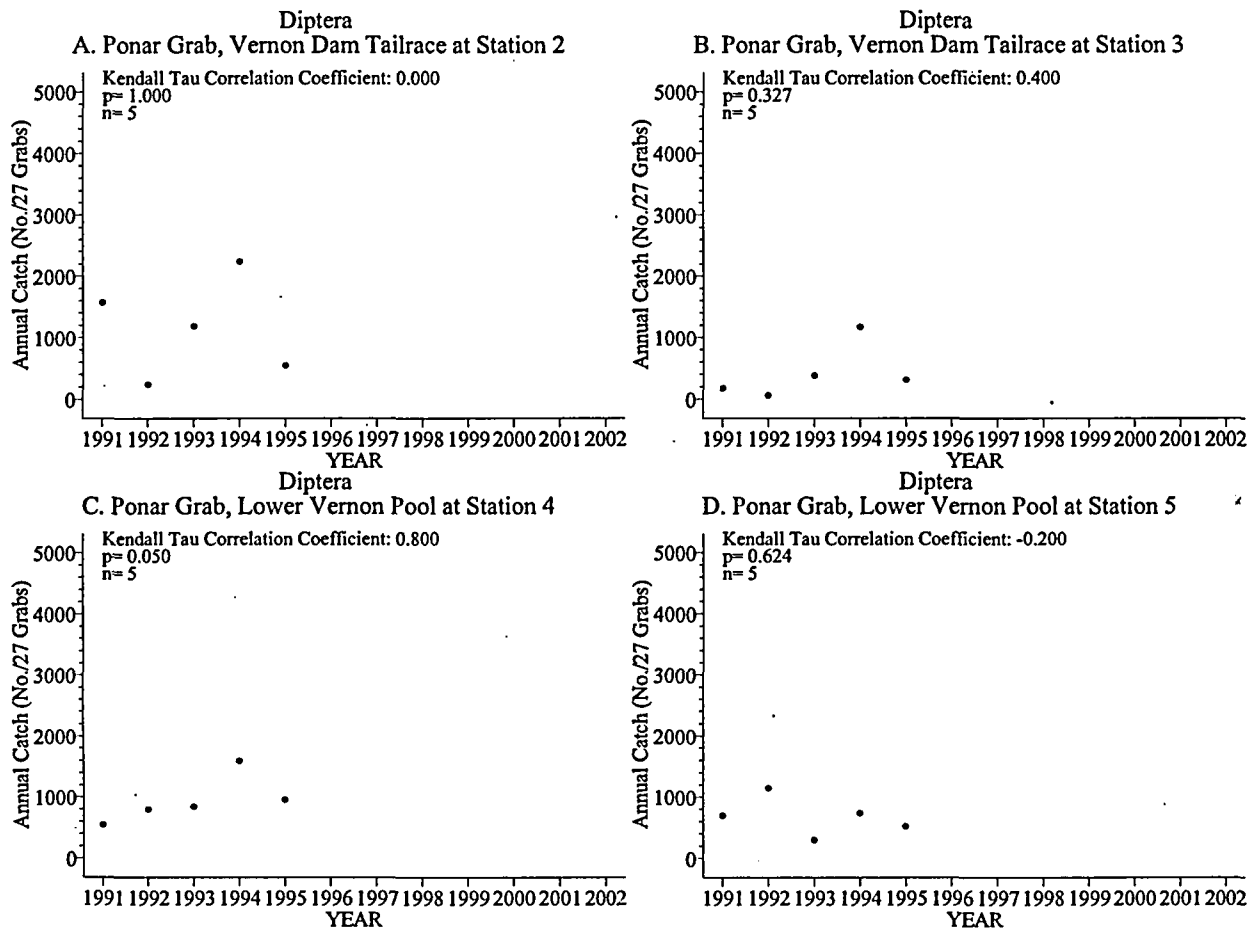 Diptera
A. Ponar Grab, Vernon Dam Tailrace at Station 2
Kendall Tau Correlation Coefficient: 0.000
p= 1.000
n= 5
Annual Catch (No./27 Grabs)
5000
4000
3000
2000
1000
0
1991 1992 1993 1994 1995 1996 1997 1998 1999 2000 2001 2002
YEAR
Diptera
B. Ponar Grab, Vernon Dam Tailrace at Station 3
Kendall Tau Correlation Coefficient: 0.400
p= 0.327
n= 5
Annual Catch (No./27 Grabs)
5000
4000
3000
2000
1000
0
1991 1992 1993 1994 1995 1996 1997 1998 1999 2000 2001 2002
YEAR
Diptera
C. Ponar Grab, Lower Vernon Pool at Station 4
Kendall Tau Correlation Coefficient: 0.800
p= 0.050
n= 5
Annual Catch (No./27 Grabs)
5000
4000
3000
2000
1000
0
1991 1992 1993 1994 1995 1996 1997 1998 1999 2000 2001 2002
YEAR
Diptera
D. Ponar Grab, Lower Vernon Pool at Station 5
Kendall Tau Correlation Coefficient: -0.200
p= 0.624
n= 5
Annual Catch (No./27 Grabs)
5000
4000
3000
2000
1000
0
1991 1992 1993 1994 1995 1996 1997 1998 1999 2000 2001 2002
YEAR